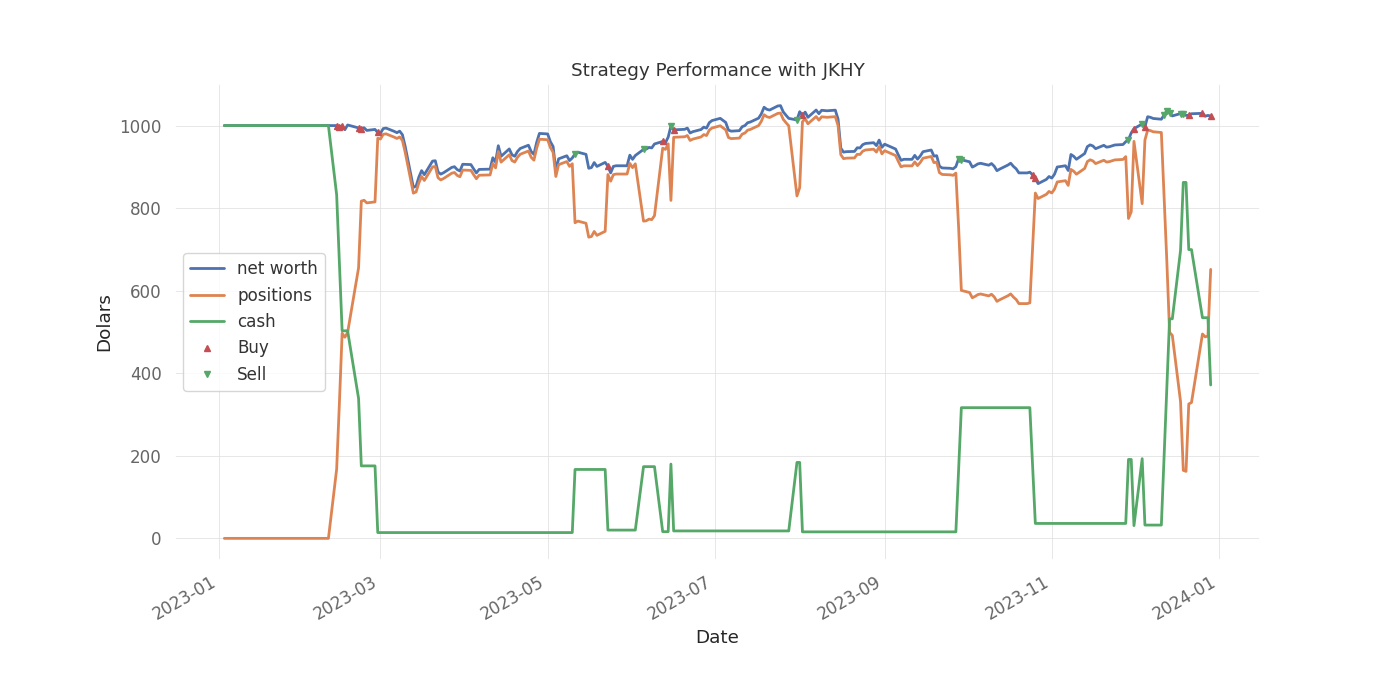 Strategy Performance with JKHY
Dolars
1000
800
600
400
200
0
net worth
positions
cash
Buy
Sell
2023-01
2023-03
2023-05
2023-07
2023-09
2023-11
2024-01
Date